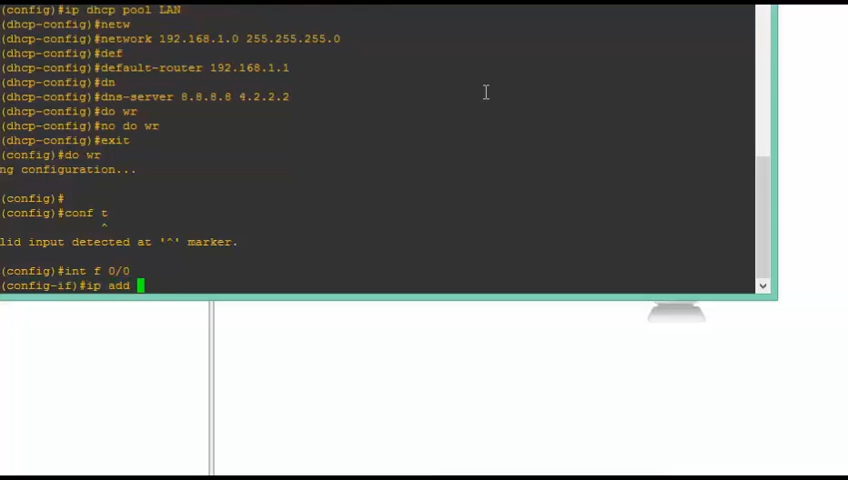 (config)#ip dhcp pool LAN
(dhcp-config)#netw
(dhcp-config)#network 192.168.1.0 255.255.255.0
(dhcp-config)#def
(dhcp-config)#default-router 192.168.1.1
(dhcp-config)#dn
(dhcp-config)#dns-server 8.8.8.8 4.2.2.2
(dhcp-config)#do wr
(dhcp-config)#no do wr
(dhcp-config)#exit
(config)#do wr
ng configuration...
(config)#
(config)#conf t
^
lid input detected at '^' marker.
(config)#int f 0/0
(config-if)#ip add